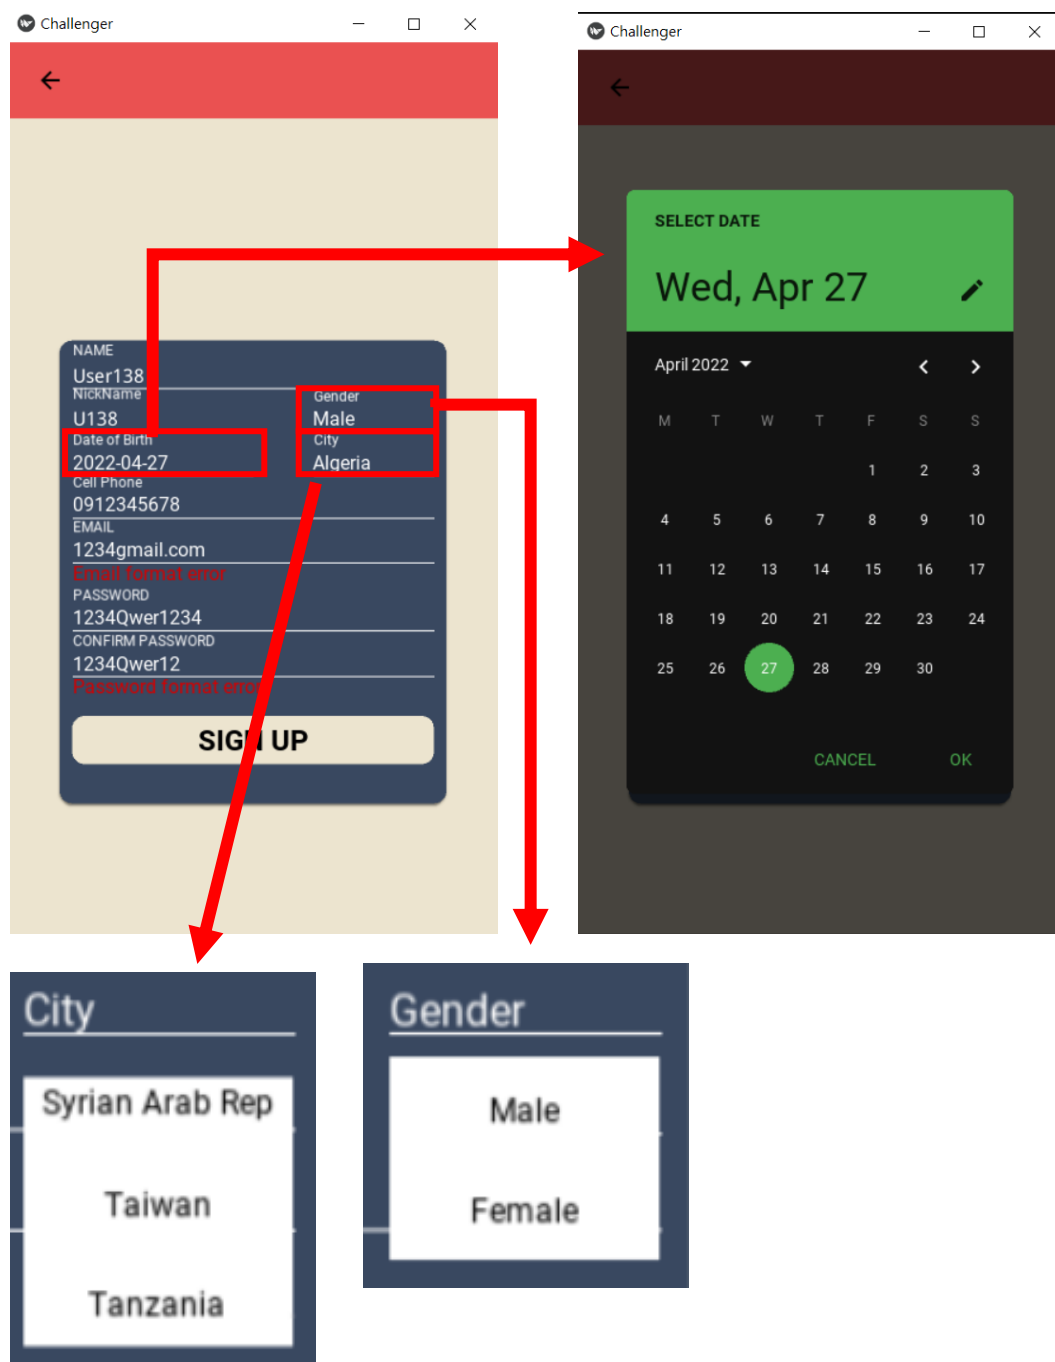 Challenger
NAME
User138
NickName
U138
Gender
Male
Date of Birth
2022-04-27
City
Algeria
Cell Phone
0912345678
EMAIL
1234gmail.com
Email format error
PASSWORD
1234Qwer1234
CONFIRM PASSWORD
1234Qwer12
Password format error
SIGN UP
Challenger
SELECT DATE
Wed, Apr 27
April 2022
M T W T F S S
1 2 3
4 5 6 7 8 9 10
11 12 13 14 15 16 17
18 19 20 21 22 23 24
25 26 27 28 29 30
CANCEL OK
City
Syrian Arab Rep
Taiwan
Tanzania
Gender
Male
Female